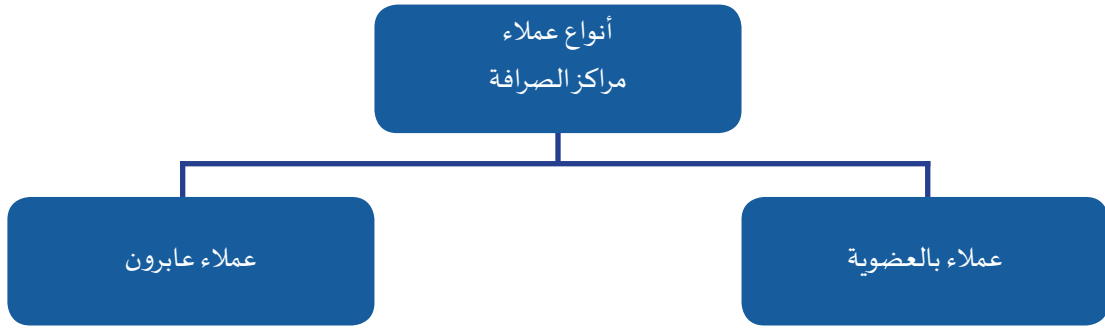 أنواع عملاء
مراكز الصرافة
عملاء بالعضوية
عملاء عابرون